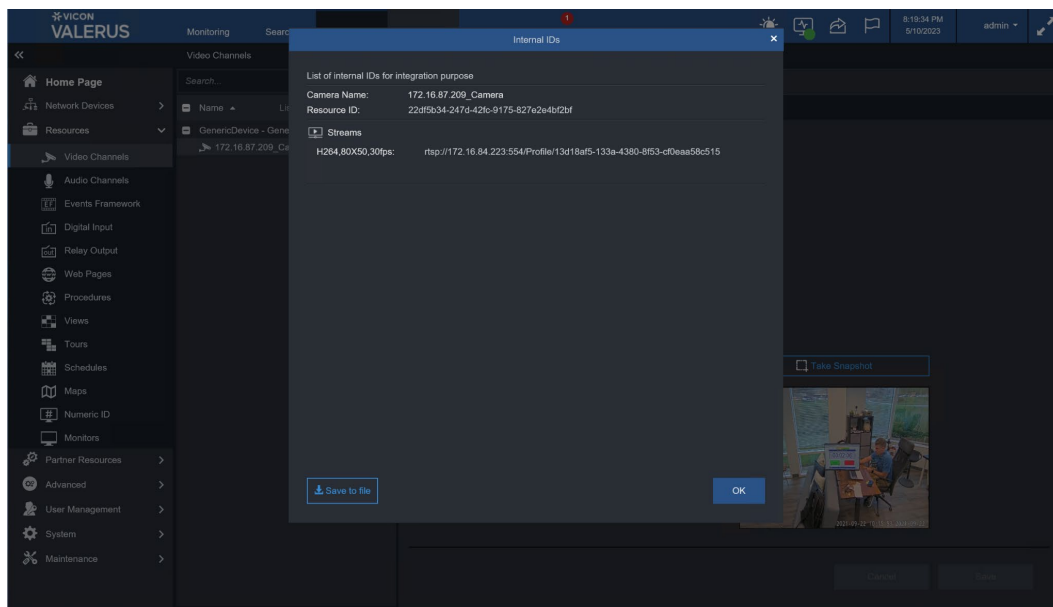 VICON
VALERUS
Monitoring
Searc
1
8:19:34 PM
5/10/2023
admin
Internal IDs
Video Channels
Home Page
Network Devices
Resources
Video Channels
Audio Channels
EF Events Framework
in Digital Input
out Relay Output
Web Pages
Procedures
Views
Tours
Schedules
Maps
# Numeric ID
Monitors
Partner Resources
Advanced
User Management
System
Maintenance
Search...
Name
GenericDevice - Gene
172.16.87.209_Ca
List of internal IDs for integration purpose
Camera Name: 172.16.87.209_Camera
Resource ID: 22df5b34-247d-42fc-9175-827e2e4bf2bf
Streams
H264,80X50,30fps: rtsp://172.16.84.223:554/Profile/13d18af5-133a-4380-8f53-cf0eaa58c515
Save to file
OK
Take Snapshot
Cancel
Save